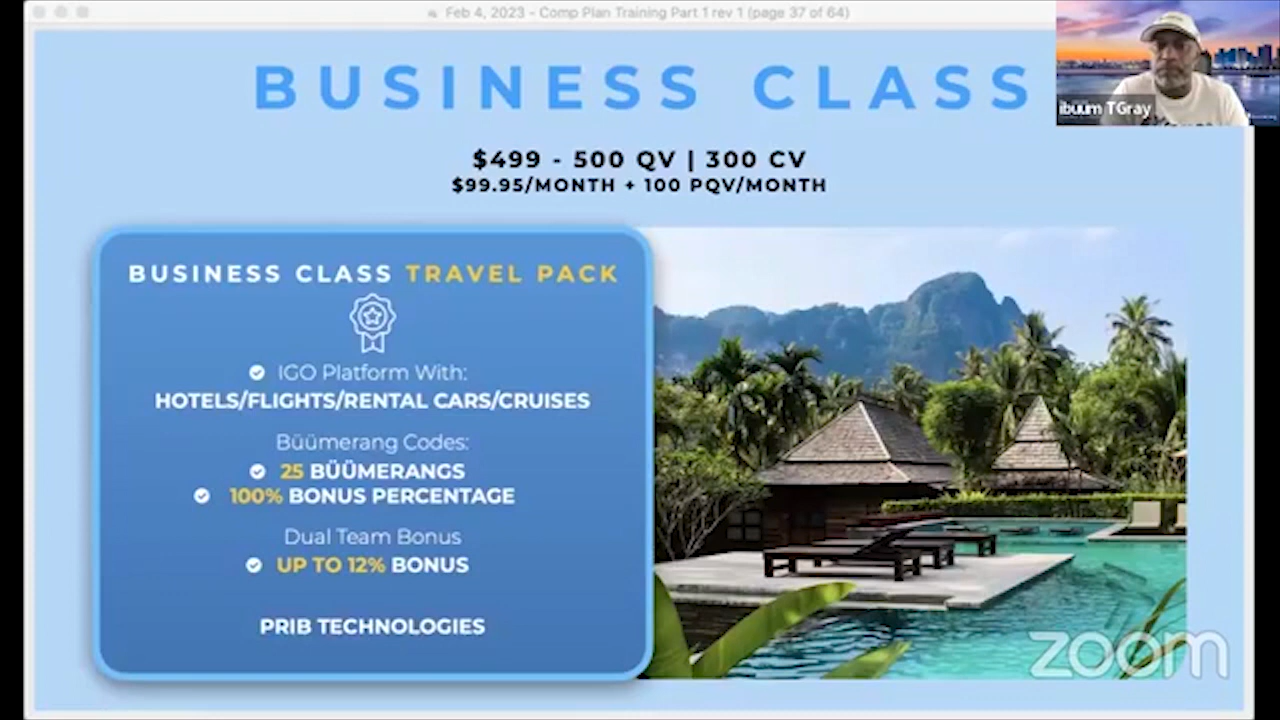 Feb 4, 2023 - Comp Plan Training Part 1 rev 1 (page 37 of 64)
BUSINESS CLASS
ibuum TGray
$499 - 500 QV | 300 CV
$99.95/MONTH + 100 PQV/MONTH
BUSINESS CLASS TRAVEL PACK
IGO Platform With:
HOTELS/FLIGHTS/RENTAL CARS/CRUISES
Büümerang Codes:
25 BÜÜMERANGS
100% BONUS PERCENTAGE
Dual Team Bonus
UP TO 12% BONUS
PRIB TECHNOLOGIES
zoom